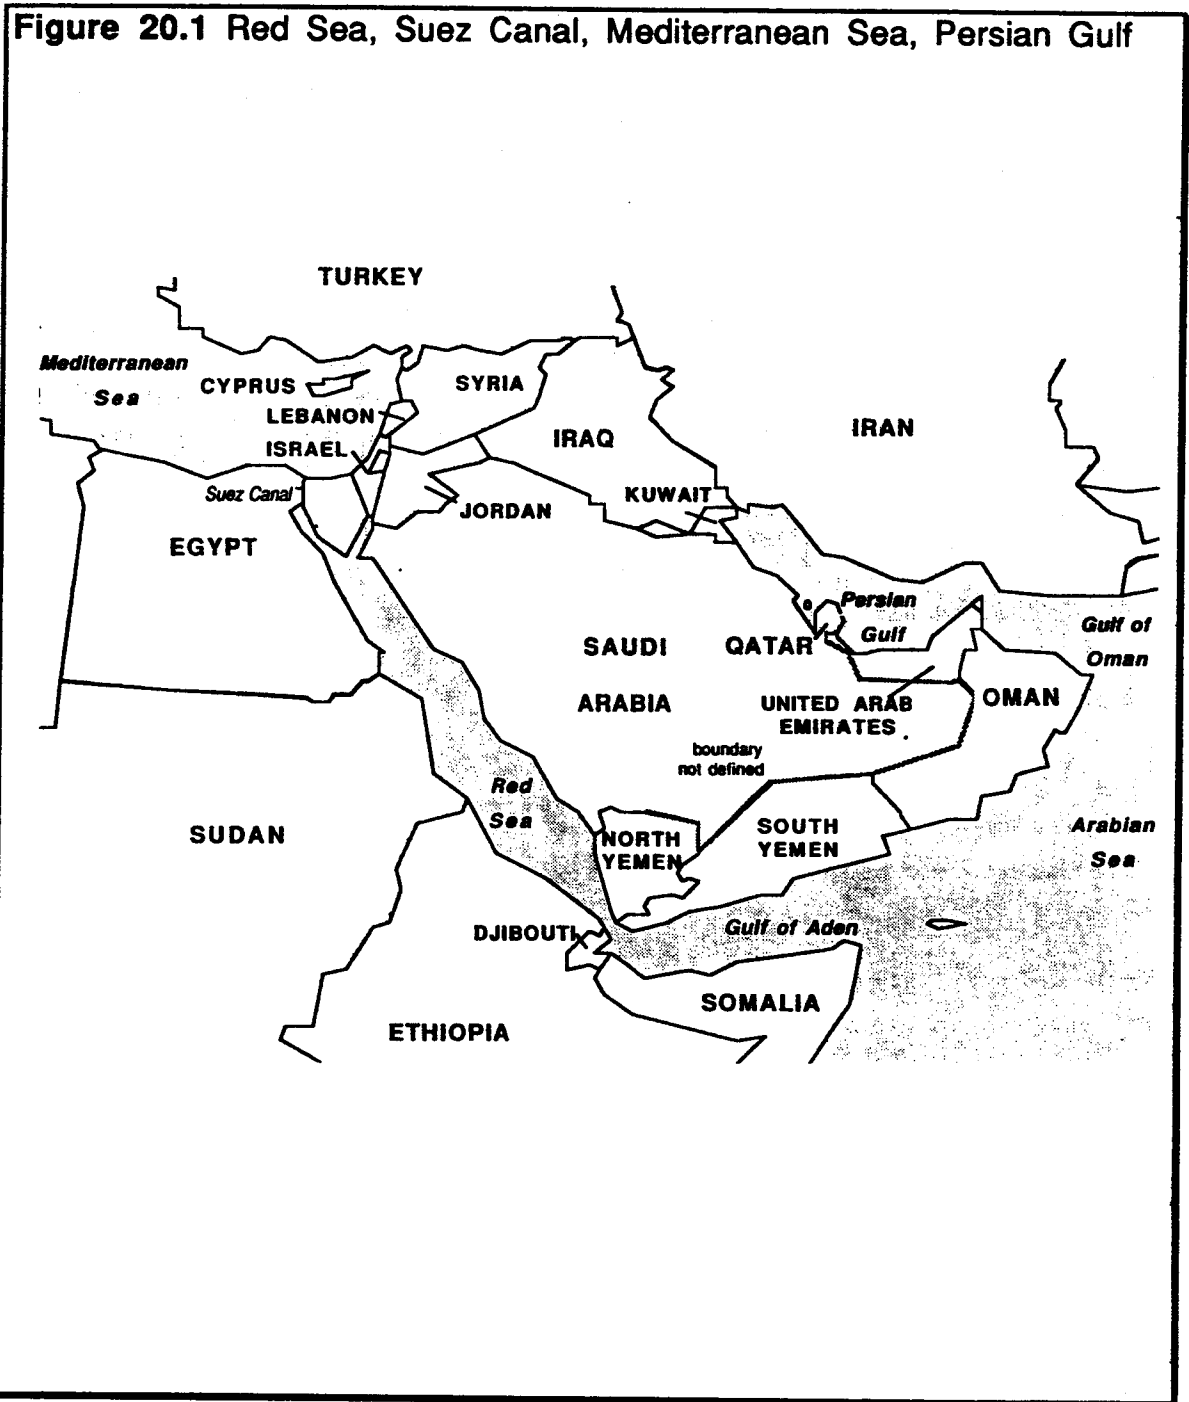 Figure 20.1 Red Sea, Suez Canal, Mediterranean Sea, Persian Gulf
TURKEY
Mediterranean
Sea
CYPRUS
SYRIA
LEBANON
ISRAEL
IRAQ
IRAN
Suez Canal
KUWAIT
JORDAN
EGYPT
Persian
Gulf
Gulf of
Oman
SAUDI
ARABIA
QATAR
UNITED ARAB
EMIRATES
OMAN
boundary
not defined
Red
Sea
SUDAN
NORTH
YEMEN
SOUTH
YEMEN
Arabian
Sea
DJIBOUTI
Gulf of Aden
SOMALIA
ETHIOPIA